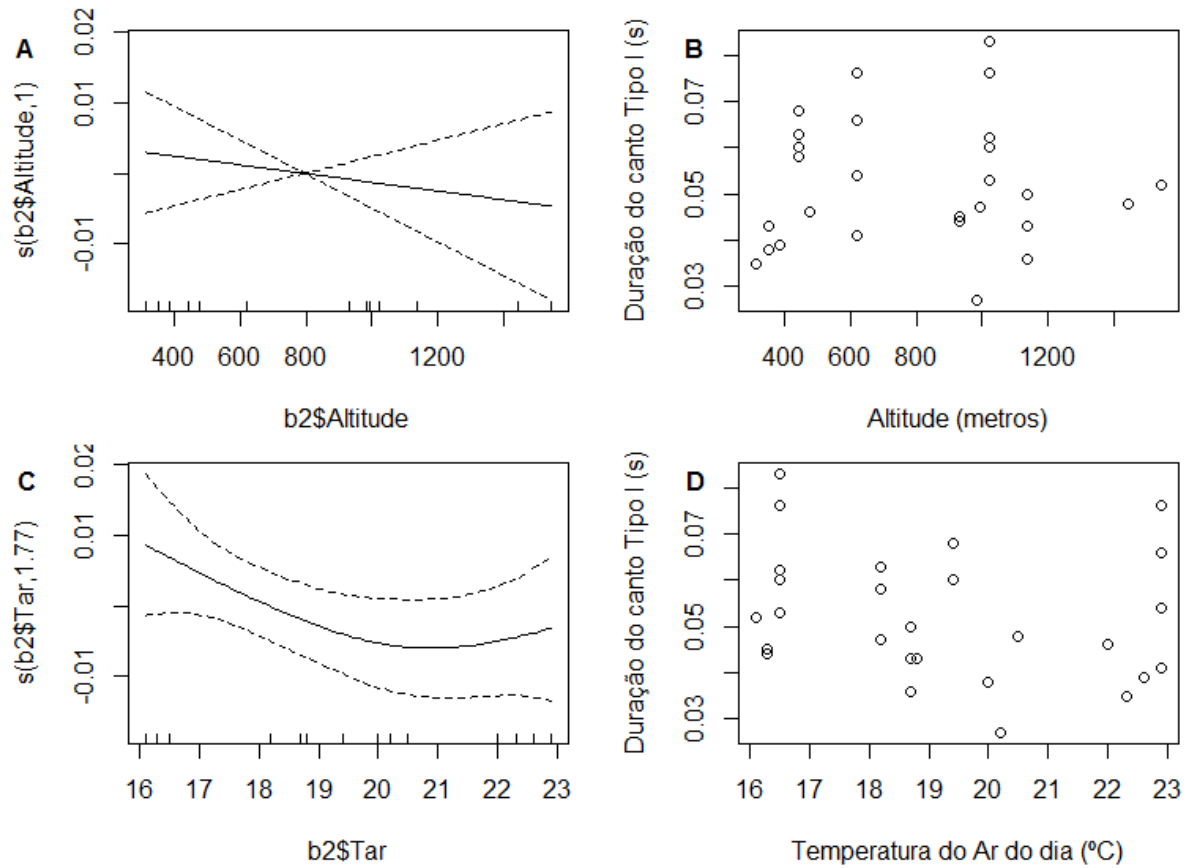 A
s(b2$Altitude,1)
-0.01 0.01 0.02
400 600 800 1200
b2$Altitude
B
Duração do canto Tipo I (s)
0.03 0.05 0.07
400 600 800 1200
Altitude (metros)
C
s(b2$Tar,1.77)
-0.01 0.01 0.02
16 17 18 19 20 21 22 23
b2$Tar
D
Duração do canto Tipo I (s)
0.03 0.05 0.07
16 17 18 19 20 21 22 23
Temperatura do Ar do dia (ºC)